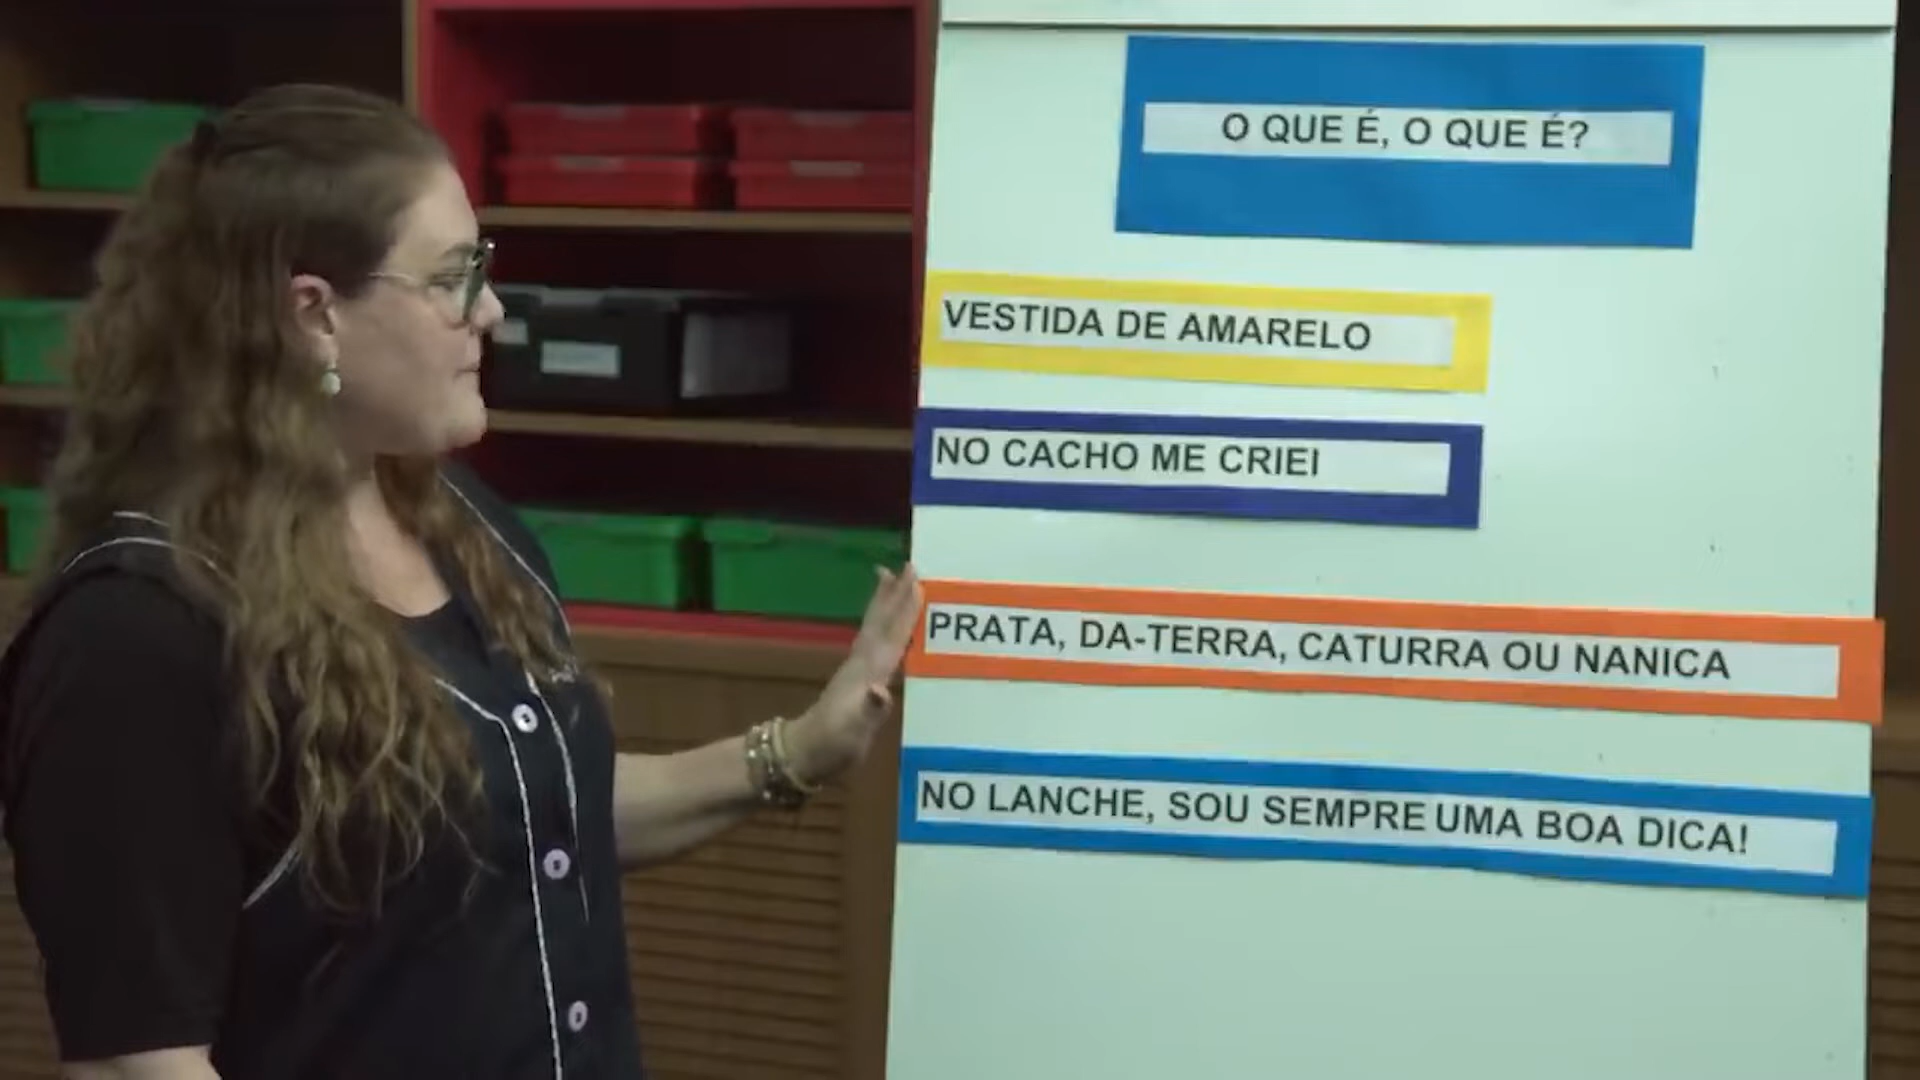 O QUE É, O QUE É?
VESTIDA DE AMARELO
NO CACHO ME CRIEI
PRATA, DA-TERRA, CATURRA OU NANICA
NO LANCHE, SOU SEMPRE UMA BOA DICA!